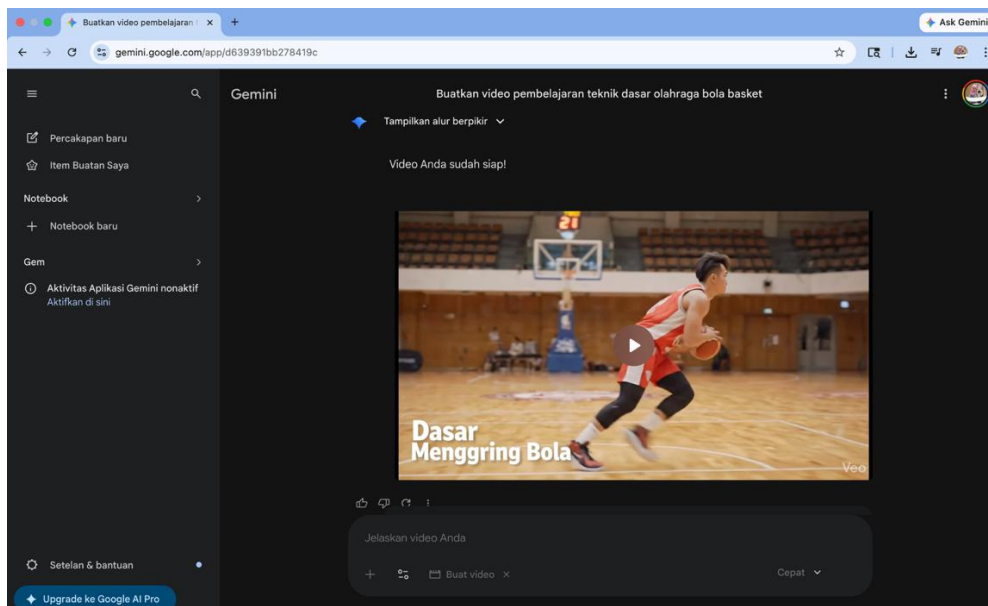 Buatkan video pembelajaran t
Ask Gemini
gemini.google.com/app/d639391bb278419c
Gemini
Buatkan video pembelajaran teknik dasar olahraga bola basket
Percakapan baru
Item Buatan Saya
Notebook
Notebook baru
Gem
Aktivitas Aplikasi Gemini nonaktif
Aktifkan di sini
Setelan & bantuan
Upgrade ke Google AI Pro
Tampilkan alur berpikir
Video Anda sudah siap!
21
Dasar
Menggring Bola
Veo
Jelaskan video Anda
Buat video
Cepat